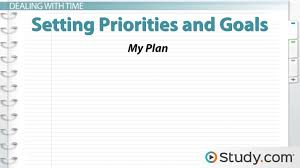 DEALING WITH TIME
Setting Priorities and Goals
My Plan
Study.com